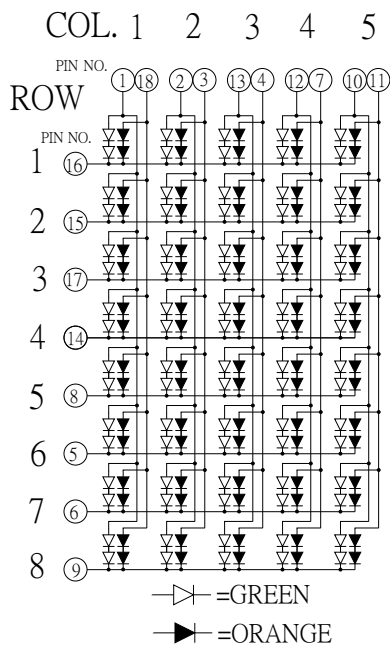 COL. 1 2 3 4 5
PIN NO. 1 18 2 3 13 4 12 7 10 11
ROW
PIN NO.
1 16
2 15
3 17
4 14
5 8
6 5
7 6
8 9
=GREEN
=ORANGE